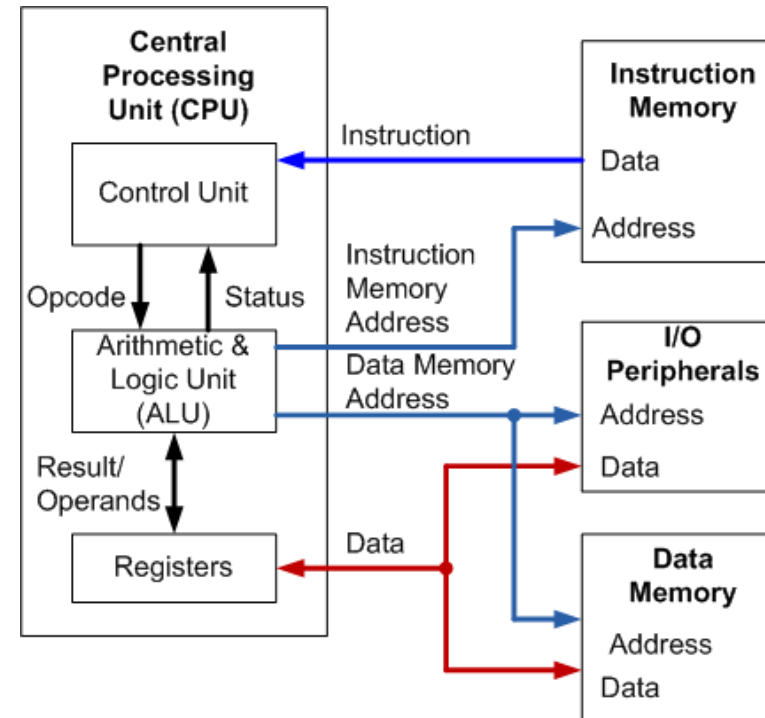 Central
Processing
Unit (CPU)
Control Unit
Opcode
Status
Arithmetic &
Logic Unit
(ALU)
Result/
Operands
Registers
Instruction
Instruction
Memory
Address
Data Memory
Address
Data
Instruction
Memory
Data
Address
I/O
Peripherals
Address
Data
Data
Memory
Address
Data